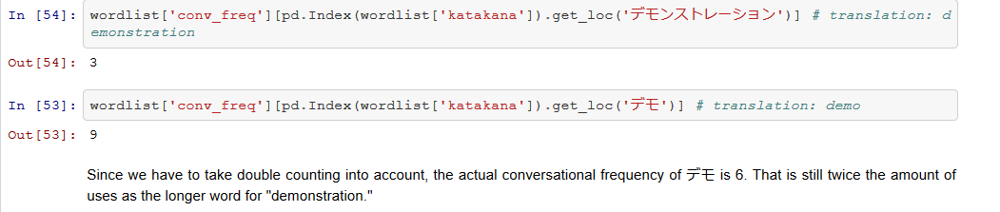 In [54]: wordlist['conv_freq'][pd.Index(wordlist['katakana']).get_loc('デモンストレーション')] # translation: d
emonstration
Out[54]: 3
In [53]: wordlist['conv_freq'][pd.Index(wordlist['katakana']).get_loc('デモ')] # translation: demo
Out[53]: 9
Since we have to take double counting into account, the actual conversational frequency of デモ is 6. That is still twice the amount of
uses as the longer word for "demonstration."